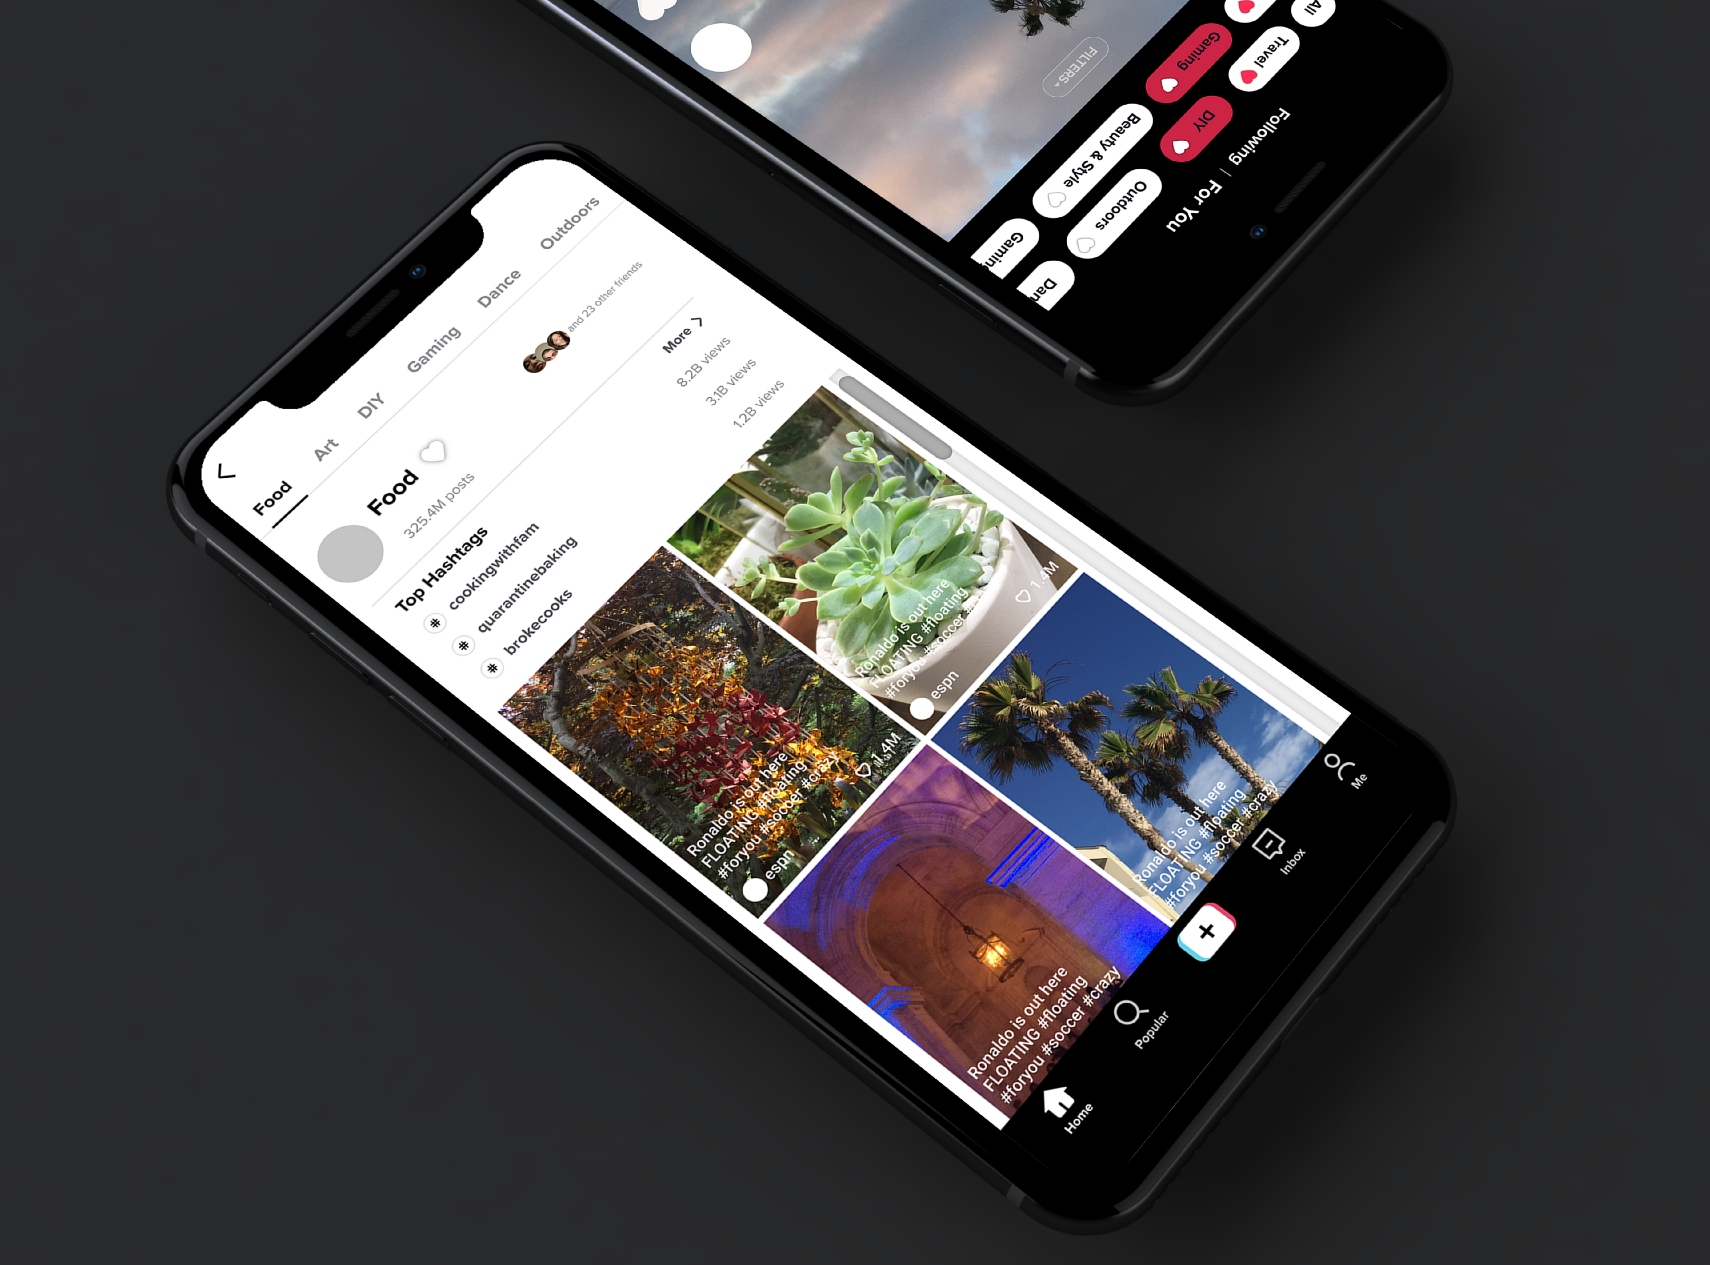 Food
Art
DIY
Gaming
Dance
Outdoors
Food
325.4M posts
and 23 other friends
Top Hashtags
More
# cookingwithfam
8.2B views
# quarantinebaking
3.1B views
# brokecooks
1.2B views
Ronaldo is out here
FLOATING #floating
#foryou #soccer #crazy
espn
1.4M
Ronaldo is out here
FLOATING #floating
#foryou #soccer
espn
1.4M
Ronaldo is out here
FLOATING #floating
#foryou #soccer #crazy
Ronaldo is out here
FLOATING #floating
#foryou #soccer #crazy
Home
Popular
Inbox
Me
Following | For You
All
Travel
DIY
Outdoors
Dan
Gaming
Beauty & Style
Gamin
FILTERS